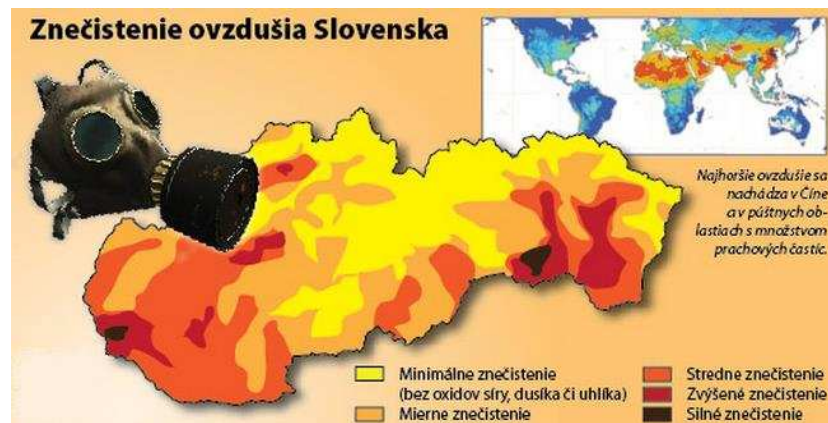 Znečistenie ovzdušia Slovenska
Najhoršie ovzdušie sa
nachádza v Číne
a v púštnych ob-
lastiach s množstvom
prachových častíc.
Minimálne znečistenie
(bez oxidov síry, dusíka či uhlíka)
Mierne znečistenie
Stredne znečistenie
Zvýšené znečistenie
Silné znečistenie